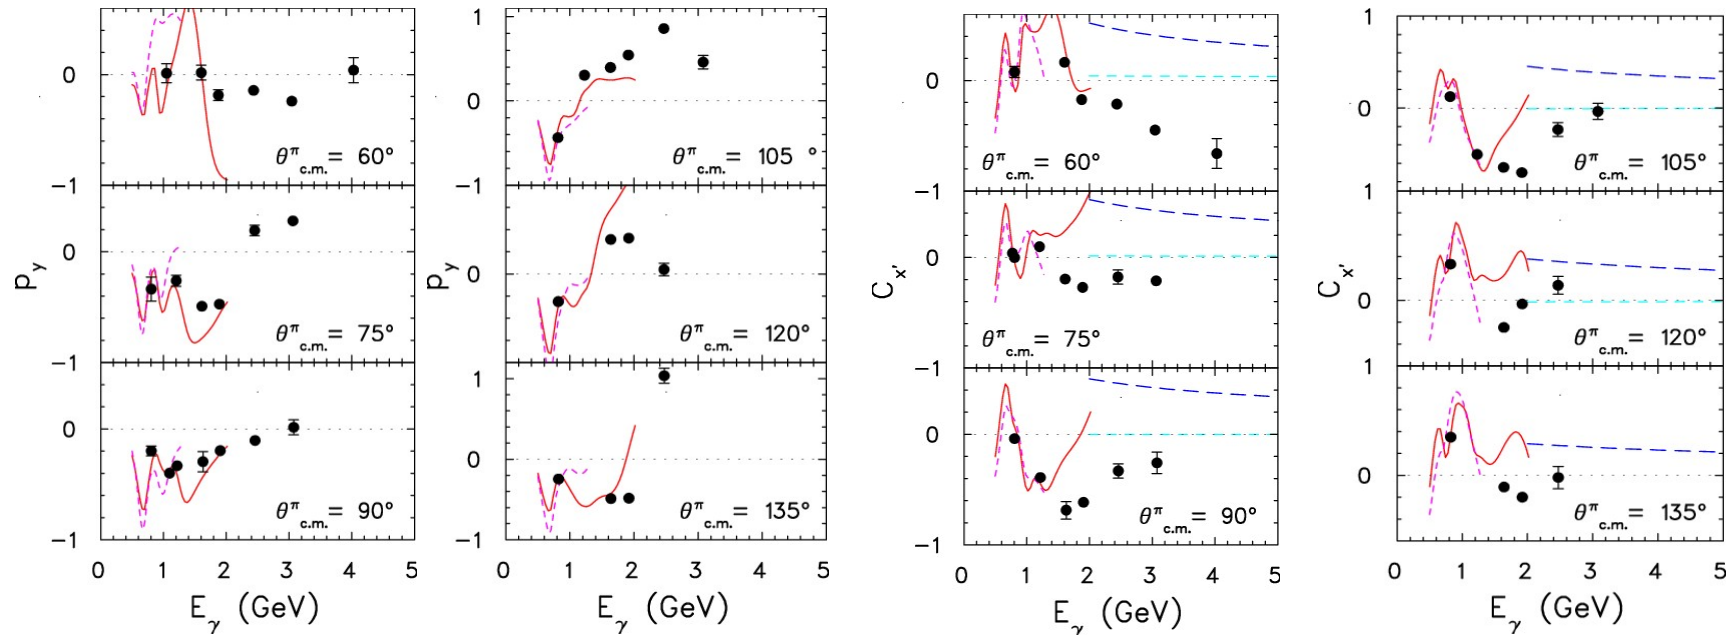 1
0
−1
p_y
θ^π_c.m. = 60°
0
θ^π_c.m. = 75°
0
−1
θ^π_c.m. = 90°
0 1 2 3 4 5
E_γ (GeV)
1
0
−1
p_y
θ^π_c.m. = 105 °
0
θ^π_c.m. = 120°
−1
1
0
−1
θ^π_c.m. = 135°
0 1 2 3 4 5
E_γ (GeV)
1
0
−1
C_x'
θ^π_c.m. = 60°
0
θ^π_c.m. = 75°
−1
0
−1
θ^π_c.m. = 90°
0 1 2 3 4 5
E_γ (GeV)
1
0
1
C_x'
θ^π_c.m. = 105°
0
θ^π_c.m. = 120°
1
0
θ^π_c.m. = 135°
0 1 2 3 4 5
E_γ (GeV)